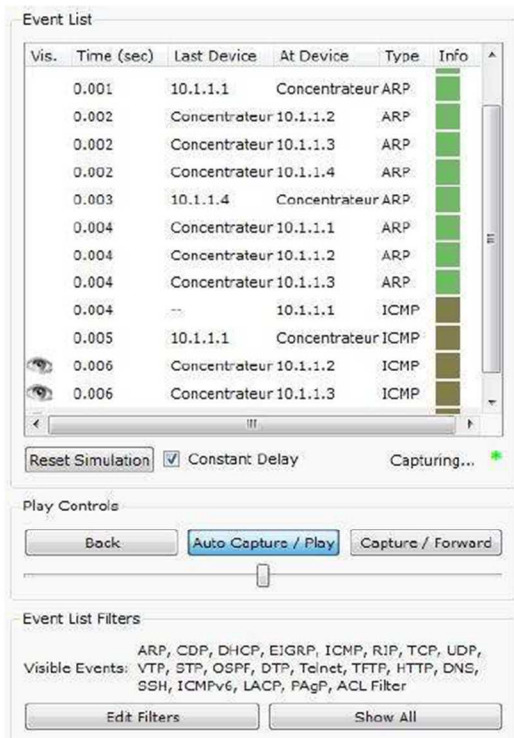 Event List
Vis. Time (sec) Last Device At Device Type Info
0.001 10.1.1.1 Concentrateur ARP
0.002 Concentrateur 10.1.1.2 ARP
0.002 Concentrateur 10.1.1.3 ARP
0.002 Concentrateur 10.1.1.4 ARP
0.003 10.1.1.4 Concentrateur ARP
0.004 Concentrateur 10.1.1.1 ARP
0.004 Concentrateur 10.1.1.2 ARP
0.004 Concentrateur 10.1.1.3 ARP
0.004 -- 10.1.1.1 ICMP
0.005 10.1.1.1 Concentrateur ICMP
0.006 Concentrateur 10.1.1.2 ICMP
0.006 Concentrateur 10.1.1.3 ICMP
Reset Simulation Constant Delay Capturing... *
Play Controls
Back Auto Capture / Play Capture / Forward
Event List Filters
Visible Events: ARP, CDP, DHCP, EIGRP, ICMP, RIP, TCP, UDP,
VTP, STP, OSPF, DTP, Telnet, TFTP, HTTP, DNS,
SSH, ICMPv6, LACP, PAgP, ACL Filter
Edit Filters Show All